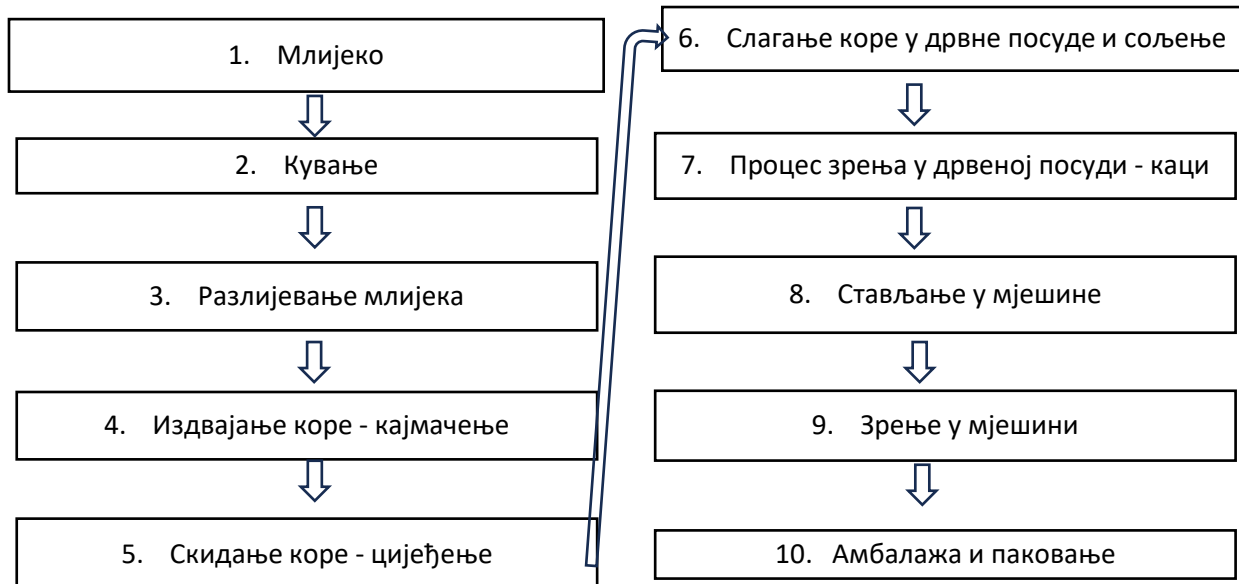 1. Млијеко
2. Кување
3. Разлијевање млијека
4. Издвајање коре - кајмачење
5. Скидање коре - цијеђење
6. Слагање коре у дрвне посуде и сољење
7. Процес зрења у дрвеној посуди - каци
8. Стављање у мјешине
9. Зрење у мјешини
10. Амбалажа и паковање